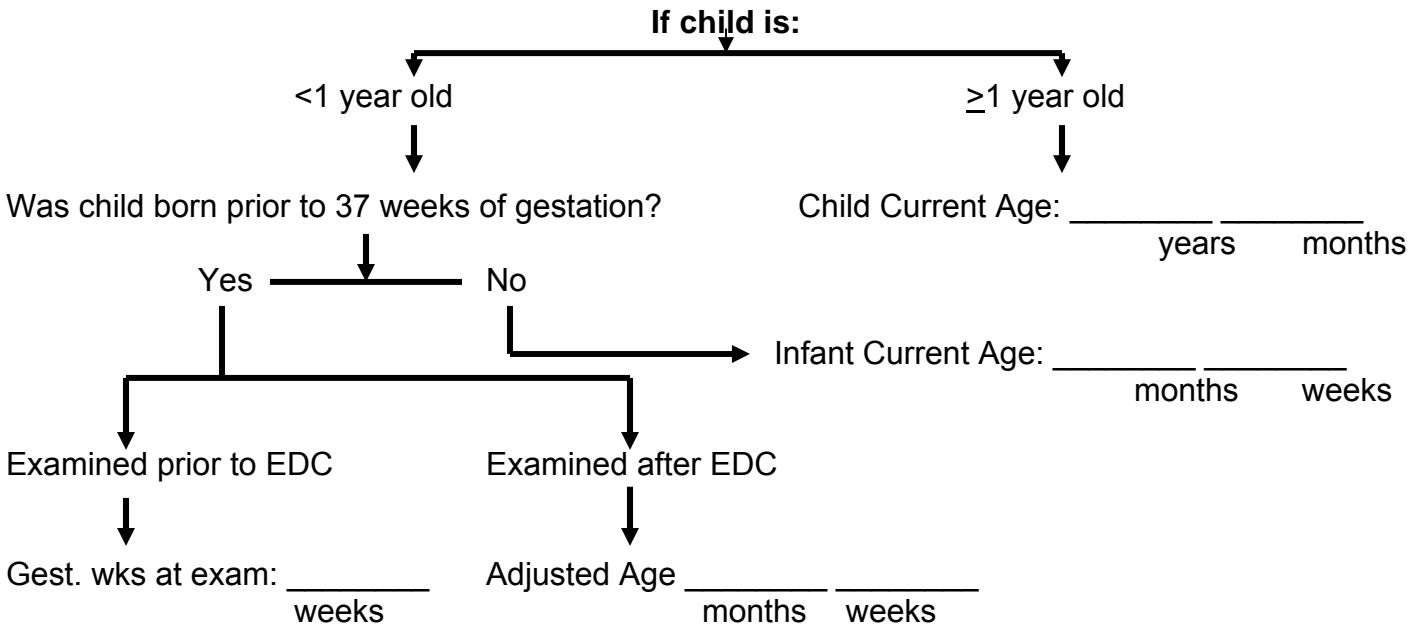 If child is:
<1 year old
≥1 year old
Was child born prior to 37 weeks of gestation?
Child Current Age: ________ ________
years months
Yes
No
Infant Current Age: ________ ________
months weeks
Examined prior to EDC
Examined after EDC
Gest. wks at exam: ________
weeks
Adjusted Age ________ ________
months weeks